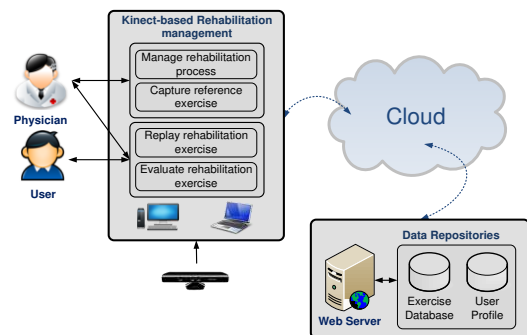 Kinect-based Rehabilitation
management
Manage rehabilitation
process
Capture reference
exercise
Physician
Replay rehabilitation
exercise
Evaluate rehabilitation
exercise
User
Cloud
Data Repositories
Web Server
Exercise
Database
User
Profile